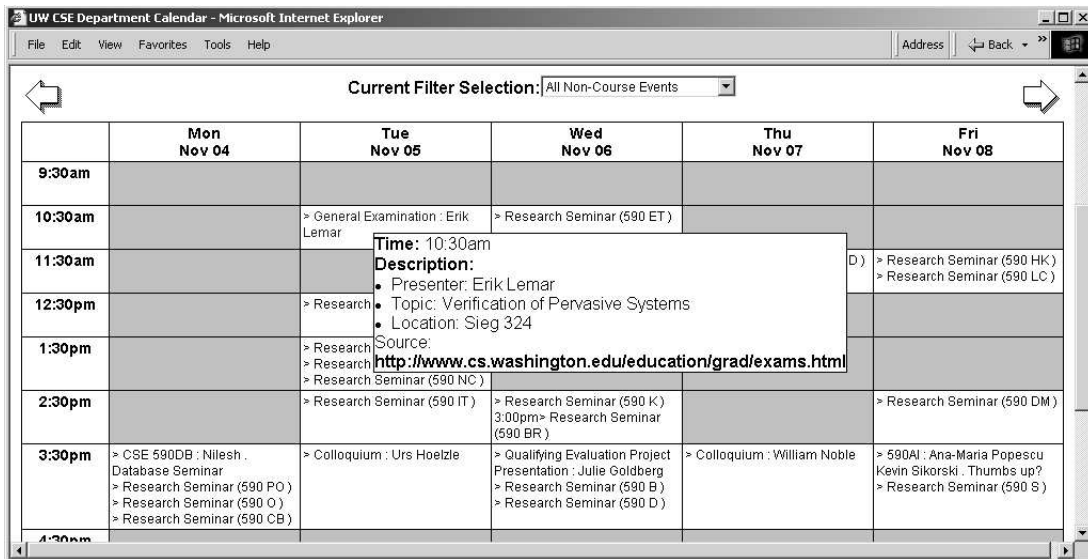 UW CSE Department Calendar - Microsoft Internet Explorer
File Edit View Favorites Tools Help
Address Back »
Current Filter Selection: All Non-Course Events
Mon
Nov 04
Tue
Nov 05
Wed
Nov 06
Thu
Nov 07
Fri
Nov 08
9:30am
10:30am
> General Examination : Erik
Lemar
> Research Seminar (590 ET )
11:30am
D )
> Research Seminar (590 HK )
> Research Seminar (590 LC )
Time: 10:30am
Description:
• Presenter: Erik Lemar
• Topic: Verification of Pervasive Systems
• Location: Sieg 324
Source:
http://www.cs.washington.edu/education/grad/exams.html
12:30pm
> Research
1:30pm
> Research
> Research
> Research Seminar (590 NC )
2:30pm
> Research Seminar (590 IT )
> Research Seminar (590 K )
3:00pm> Research Seminar
(590 BR )
> Research Seminar (590 DM )
3:30pm
> CSE 590DB : Nilesh .
Database Seminar
> Research Seminar (590 PO )
> Research Seminar (590 O )
> Research Seminar (590 CB )
> Colloquium : Urs Hoelzle
> Qualifying Evaluation Project
Presentation : Julie Goldberg
> Research Seminar (590 B )
> Research Seminar (590 D )
> Colloquium : William Noble
> 590AI : Ana-Maria Popescu
Kevin Sikorski . Thumbs up?
> Research Seminar (590 S )
4:30pm